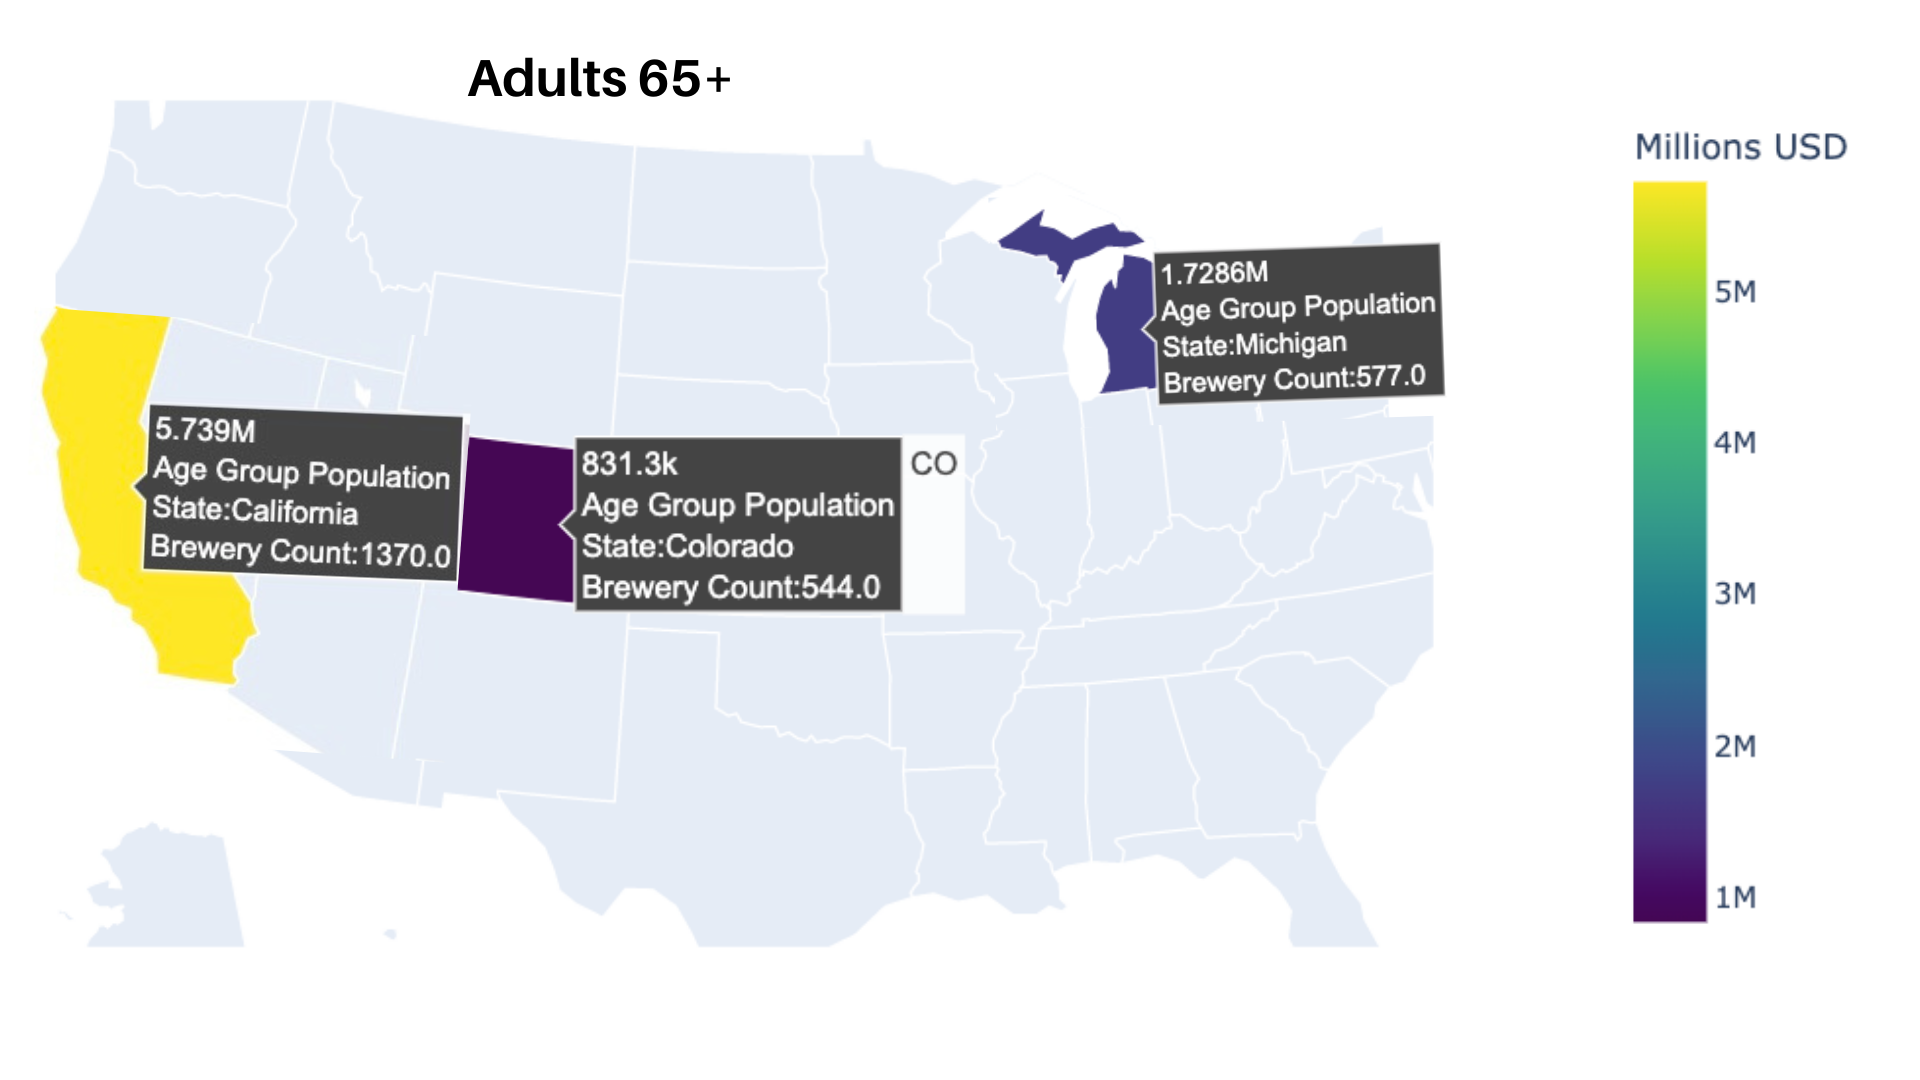 Adults 65+
Millions USD
5M
4M
3M
2M
1M
1.7286M
Age Group Population
State:Michigan
Brewery Count:577.0
5.739M
Age Group Population
State:California
Brewery Count:1370.0
831.3k
Age Group Population
State:Colorado
Brewery Count:544.0
CO